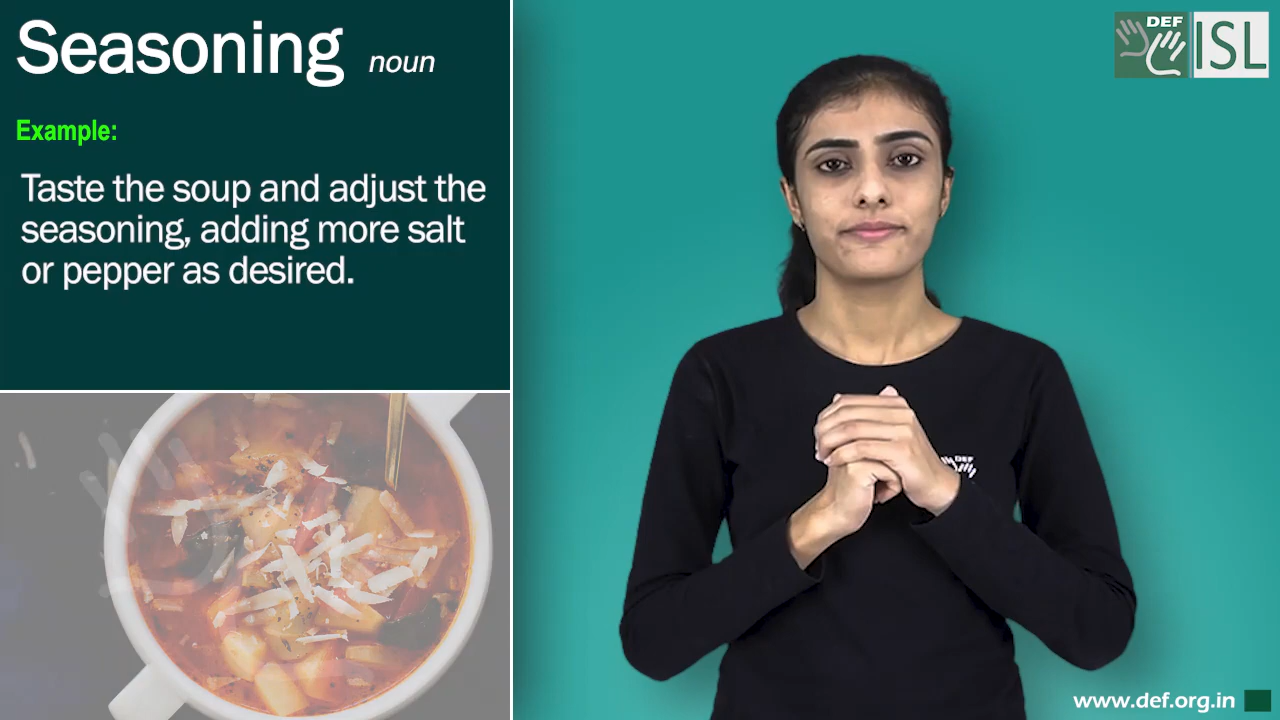 Seasoning noun
Example:
Taste the soup and adjust the
seasoning, adding more salt
or pepper as desired.
DEF
ISL
DEF
www.def.org.in